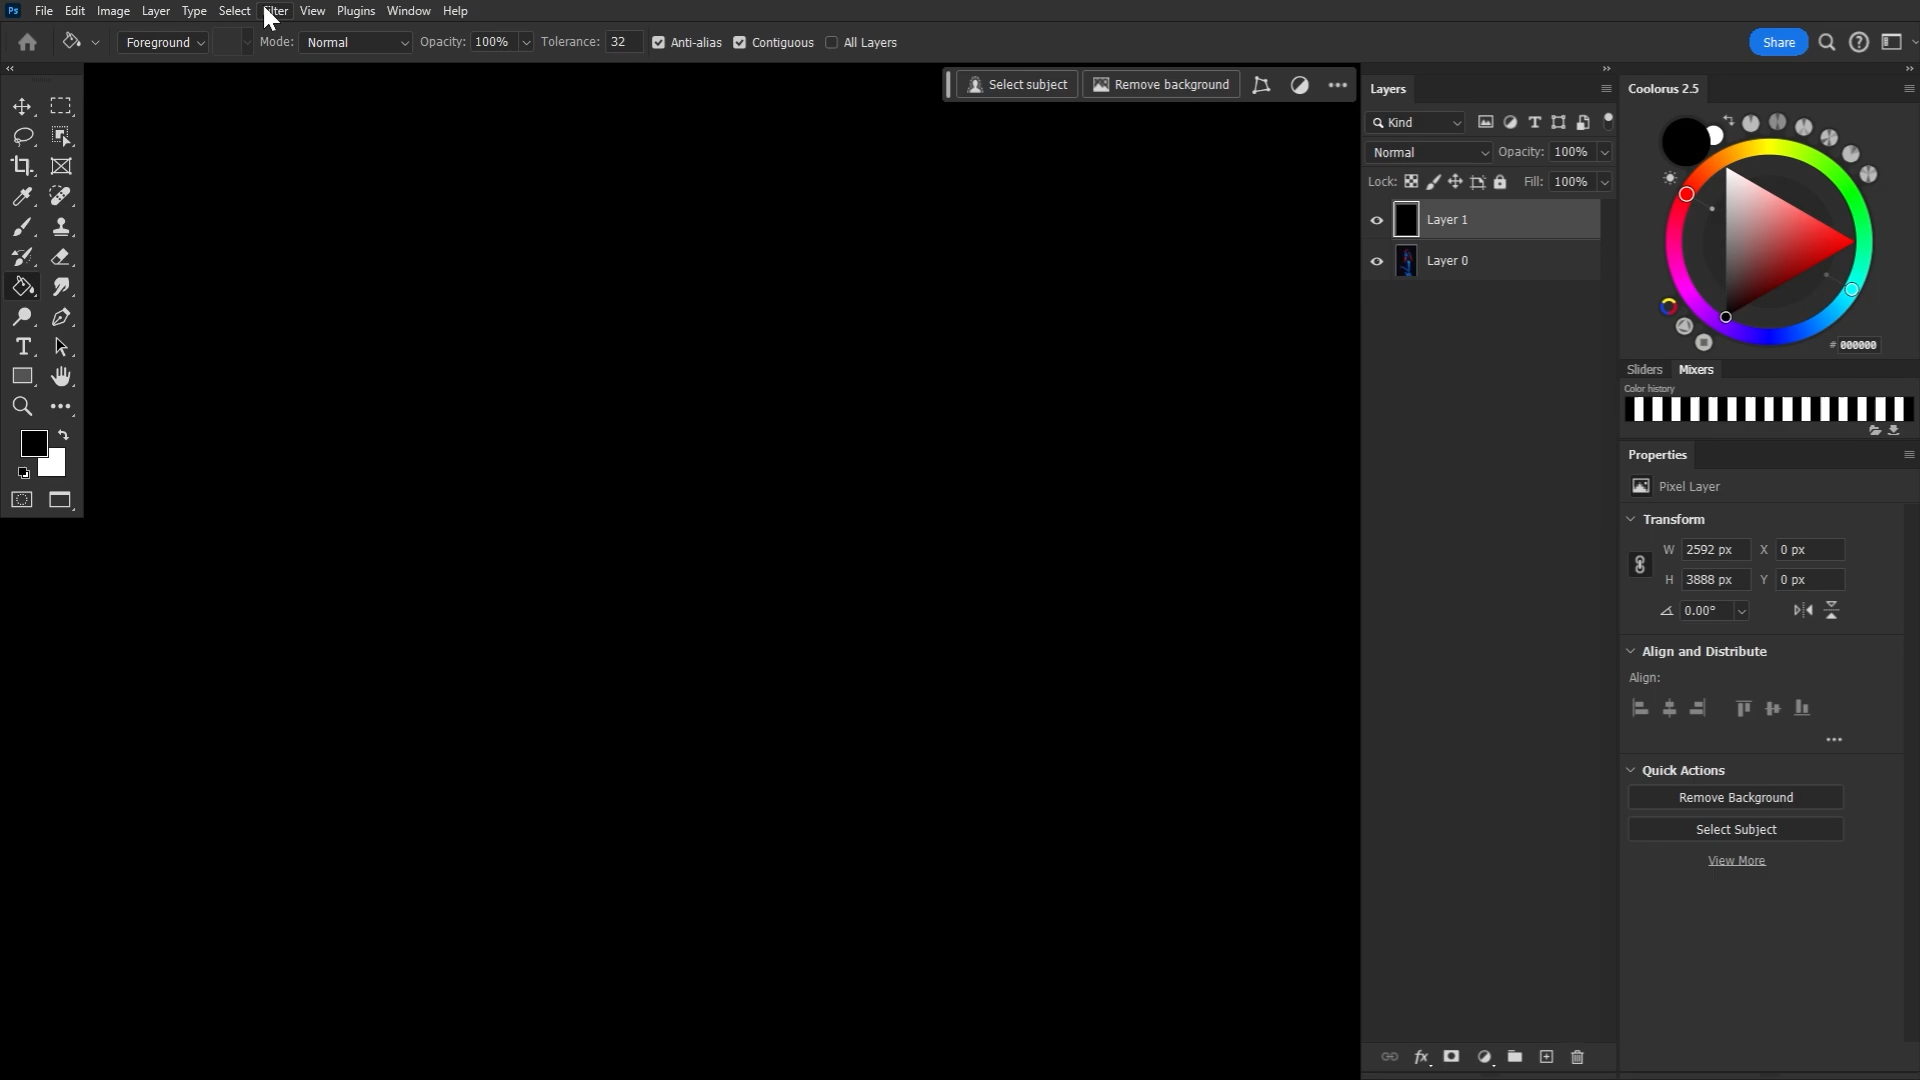 Ps File Edit Image Layer Type Select Filter View Plugins Window Help
Foreground Mode: Normal Opacity: 100% Tolerance: 32 Anti-alias Contiguous All Layers Share
Select subject Remove background
Layers
Kind
Normal Opacity: 100%
Lock: Fill: 100%
Layer 1
Layer 0
Coolorus 2.5
# 000000
Sliders Mixers
Color history
Properties
Pixel Layer
Transform
W 2592 px X 0 px
H 3888 px Y 0 px
0.00°
Align and Distribute
Align:
Quick Actions
Remove Background
Select Subject
View More
fx